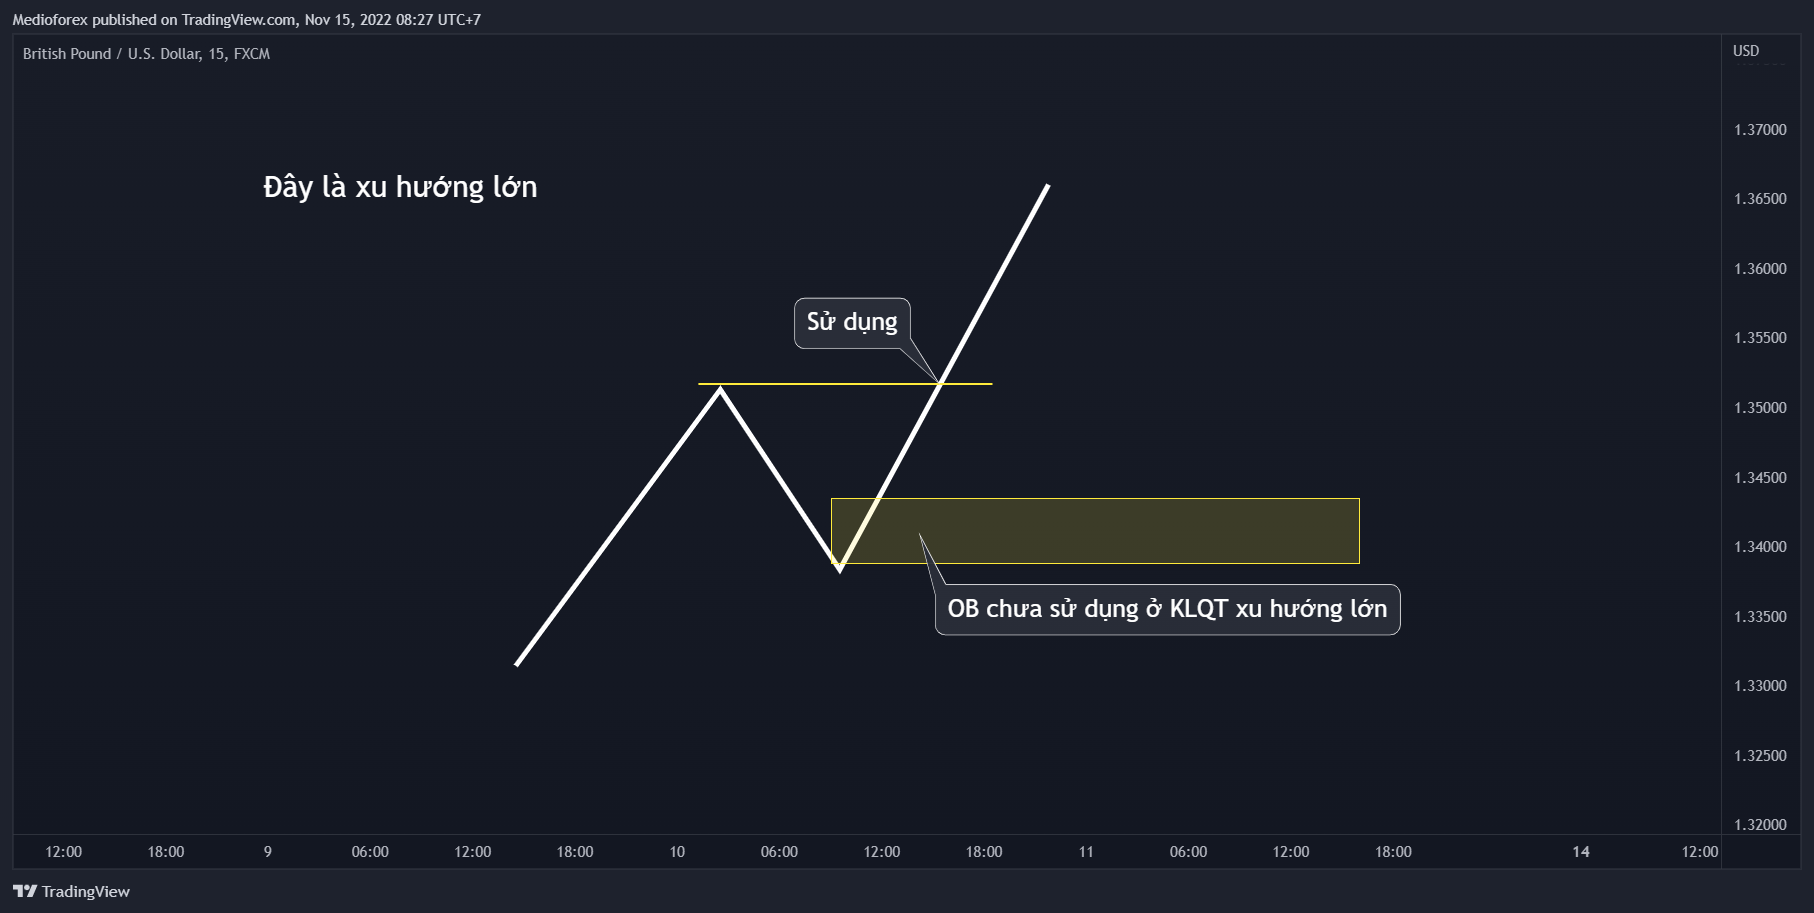 Medioforex published on TradingView.com, Nov 15, 2022 08:27 UTC+7
British Pound / U.S. Dollar, 15, FXCM
USD
1.37000
Đây là xu hướng lớn
1.36500
1.36000
Sử dụng
1.35500
1.35000
1.34500
1.34000
OB chưa sử dụng ở KLQT xu hướng lớn
1.33500
1.33000
1.32500
1.32000
12:00 18:00 9 06:00 12:00 18:00 10 06:00 12:00 18:00 11 06:00 12:00 18:00 14 12:00
TradingView